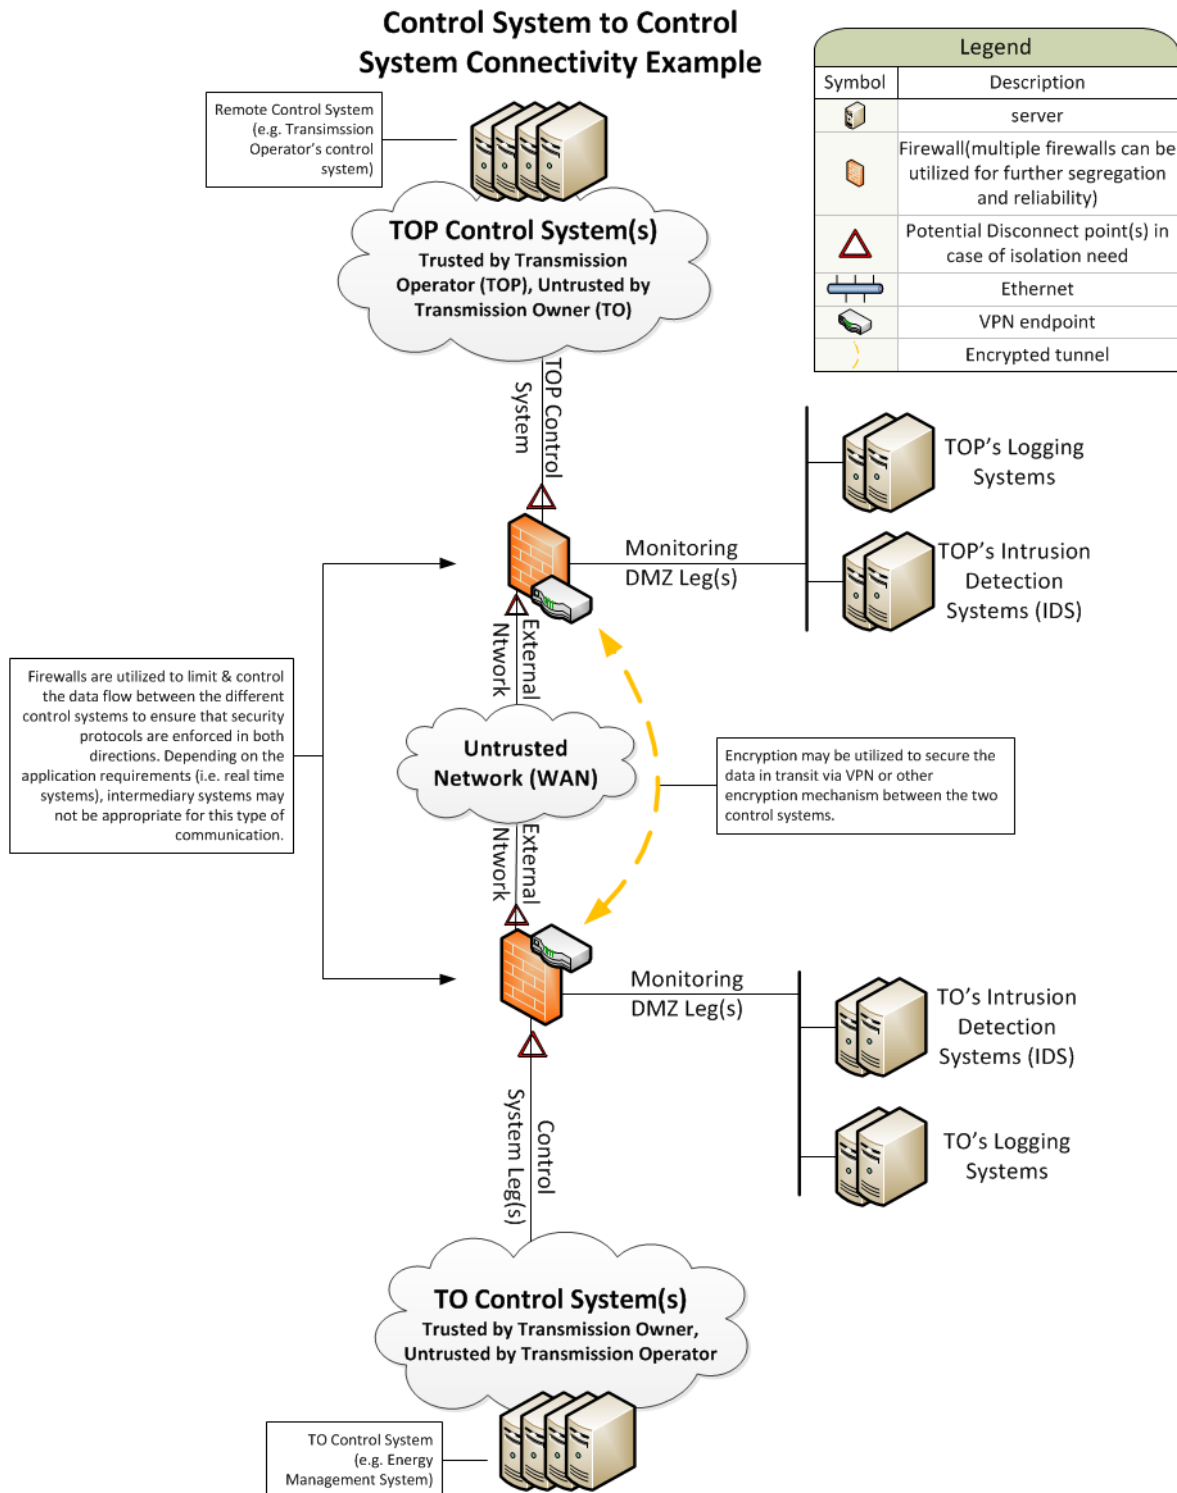 Control System to Control
System Connectivity Example
Legend
Symbol Description
server
Firewall(multiple firewalls can be
utilized for further segregation
and reliability)
Potential Disconnect point(s) in
case of isolation need
Ethernet
VPN endpoint
Encrypted tunnel
Remote Control System
(e.g. Transimssion
Operator's control
system)
TOP Control System(s)
Trusted by Transmission
Operator (TOP), Untrusted by
Transmission Owner (TO)
TOP Control
System
TOP's Logging
Systems
Monitoring
DMZ Leg(s)
TOP's Intrusion
Detection
Systems (IDS)
External
Ntwork
Firewalls are utilized to limit & control
the data flow between the different
control systems to ensure that security
protocols are enforced in both
directions. Depending on the
application requirements (i.e. real time
systems), intermediary systems may
not be appropriate for this type of
communication.
Untrusted
Network (WAN)
Encryption may be utilized to secure the
data in transit via VPN or other
encryption mechanism between the two
control systems.
External
Ntwork
Monitoring
DMZ Leg(s)
TO's Intrusion
Detection
Systems (IDS)
TO's Logging
Systems
Control
System Leg(s)
TO Control System(s)
Trusted by Transmission Owner,
Untrusted by Transmission Operator
TO Control System
(e.g. Energy
Management System)